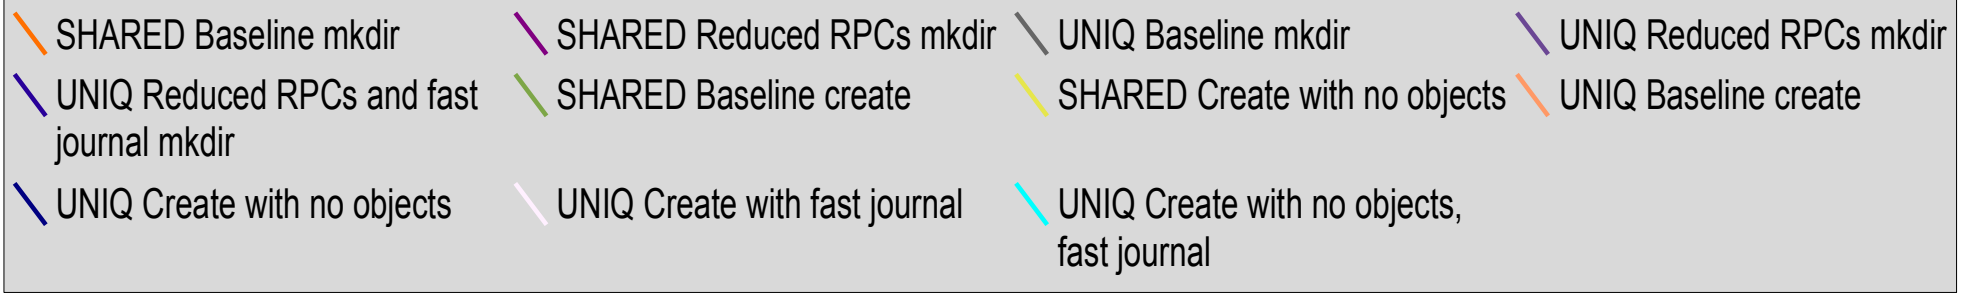 SHARED Baseline mkdir
SHARED Reduced RPCs mkdir
UNIQ Baseline mkdir
UNIQ Reduced RPCs mkdir
UNIQ Reduced RPCs and fast
journal mkdir
SHARED Baseline create
SHARED Create with no objects
UNIQ Baseline create
UNIQ Create with no objects
UNIQ Create with fast journal
UNIQ Create with no objects,
fast journal